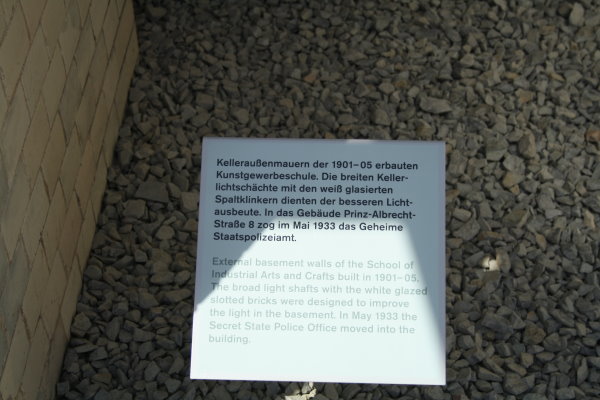 Kelleraußenmauern der 1901–05 erbauten
Kunstgewerbeschule. Die breiten Keller-
lichtschächte mit den weiß glasierten
Spaltklinkern dienten der besseren Licht-
ausbeute. In das Gebäude Prinz-Albrecht-
Straße 8 zog im Mai 1933 das Geheime
Staatspolizeiamt.
External basement walls of the School of
Industrial Arts and Crafts built in 1901–05.
The broad light shafts with the white glazed
slotted bricks were designed to improve
the light in the basement. In May 1933 the
Secret State Police Office moved into the
building.